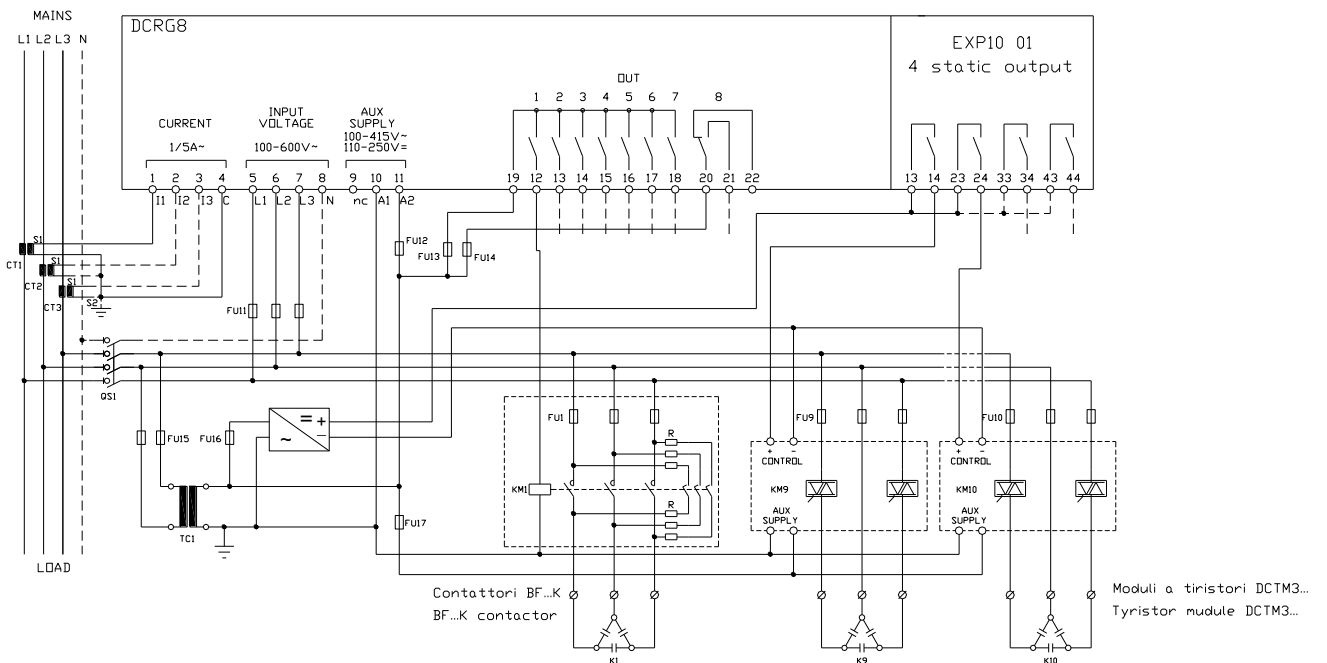 MAINS
L1 L2 L3 N
DCRG8
EXP10 01
4 static output
OUT
1 2 3 4 5 6 7 8
CURRENT
1/5A~
INPUT
VOLTAGE
100-600V~
AUX
SUPPLY
100-415V~
110-250V=
1 2 3 4 5 6 7 8 9 10 11 19 12 13 14 15 16 17 18 20 21 22 13 14 23 24 33 34 43 44
I1 I2 I3 C L1 L2 L3 N nc A1 A2
S1
CT1
S1
CT2
S1
CT3
S2
FU12
FU13
FU14
FU11
QS1
FU15
FU16
= +
~ –
FU1
R
KM1
R
FU9
+ -
CONTROL
KM9
AUX
SUPPLY
FU10
+ -
CONTROL
KM10
AUX
SUPPLY
FU17
TC1
LOAD
Contattori BF...K
BF...K contactor
Moduli a tiristori DCTM3...
Tyristor mudule DCTM3...
K1
K9
K10